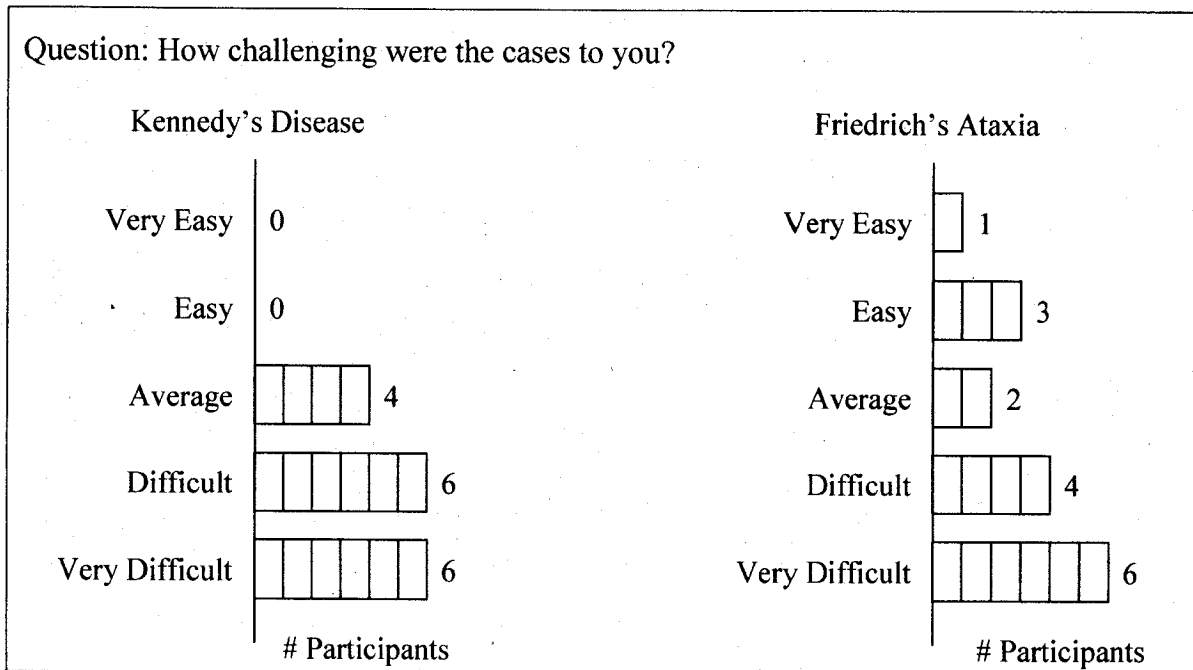 Question: How challenging were the cases to you?
Kennedy's Disease
Very Easy 0
Easy 0
Average 4
Difficult 6
Very Difficult 6
# Participants
Friedrich's Ataxia
Very Easy 1
Easy 3
Average 2
Difficult 4
Very Difficult 6
# Participants